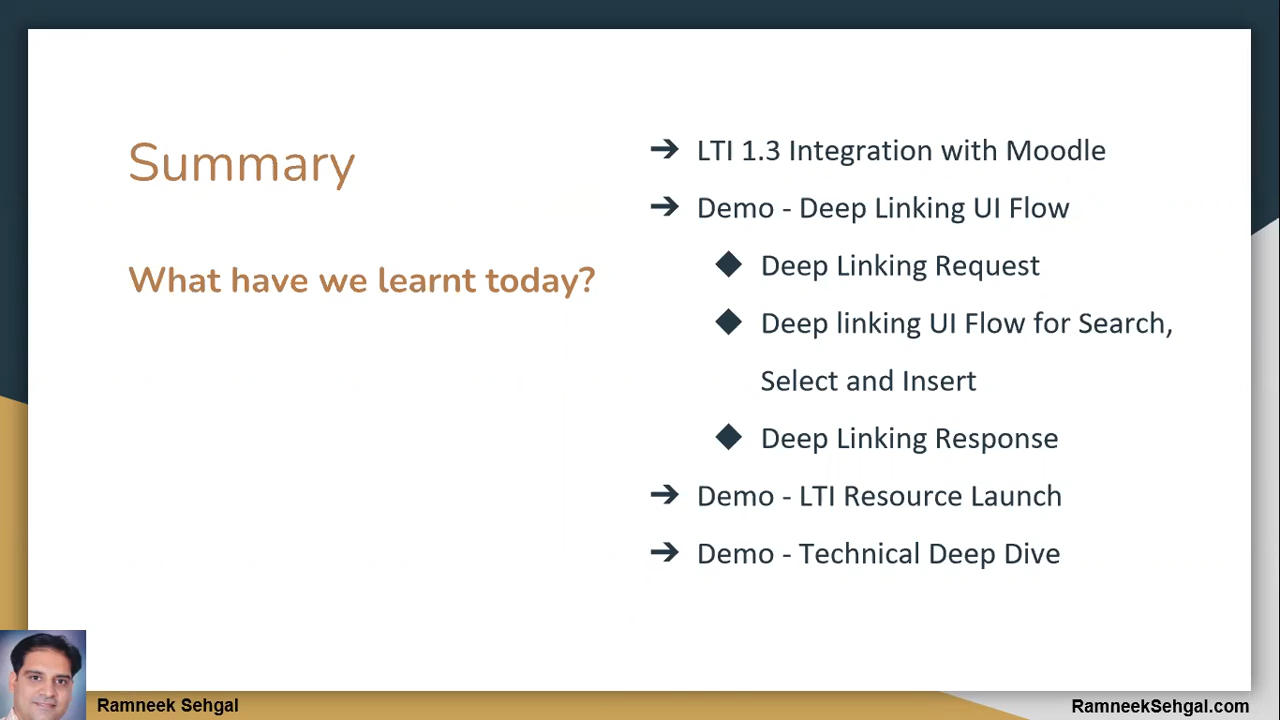 Summary
What have we learnt today?
➔ LTI 1.3 Integration with Moodle
➔ Demo - Deep Linking UI Flow
◆ Deep Linking Request
◆ Deep linking UI Flow for Search,
Select and Insert
◆ Deep Linking Response
➔ Demo - LTI Resource Launch
➔ Demo - Technical Deep Dive
Ramneek Sehgal
RamneekSehgal.com